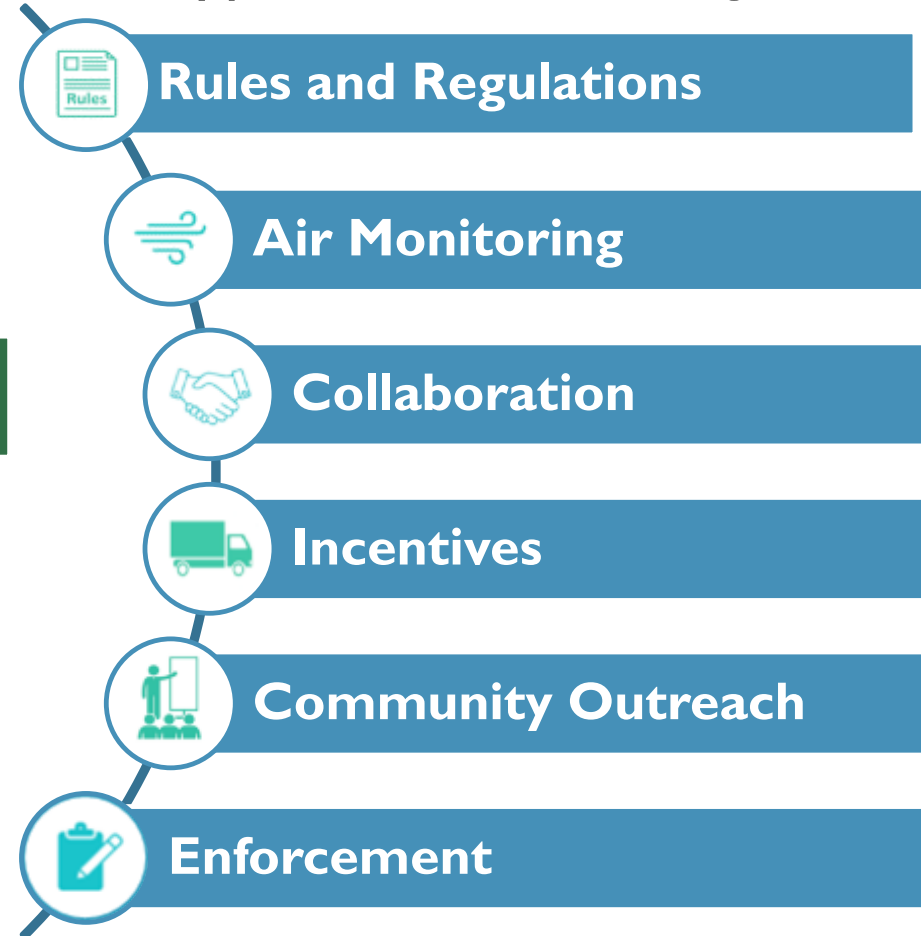 Rules and Regulations
Rules
Air Monitoring
Collaboration
Incentives
Community Outreach
Enforcement